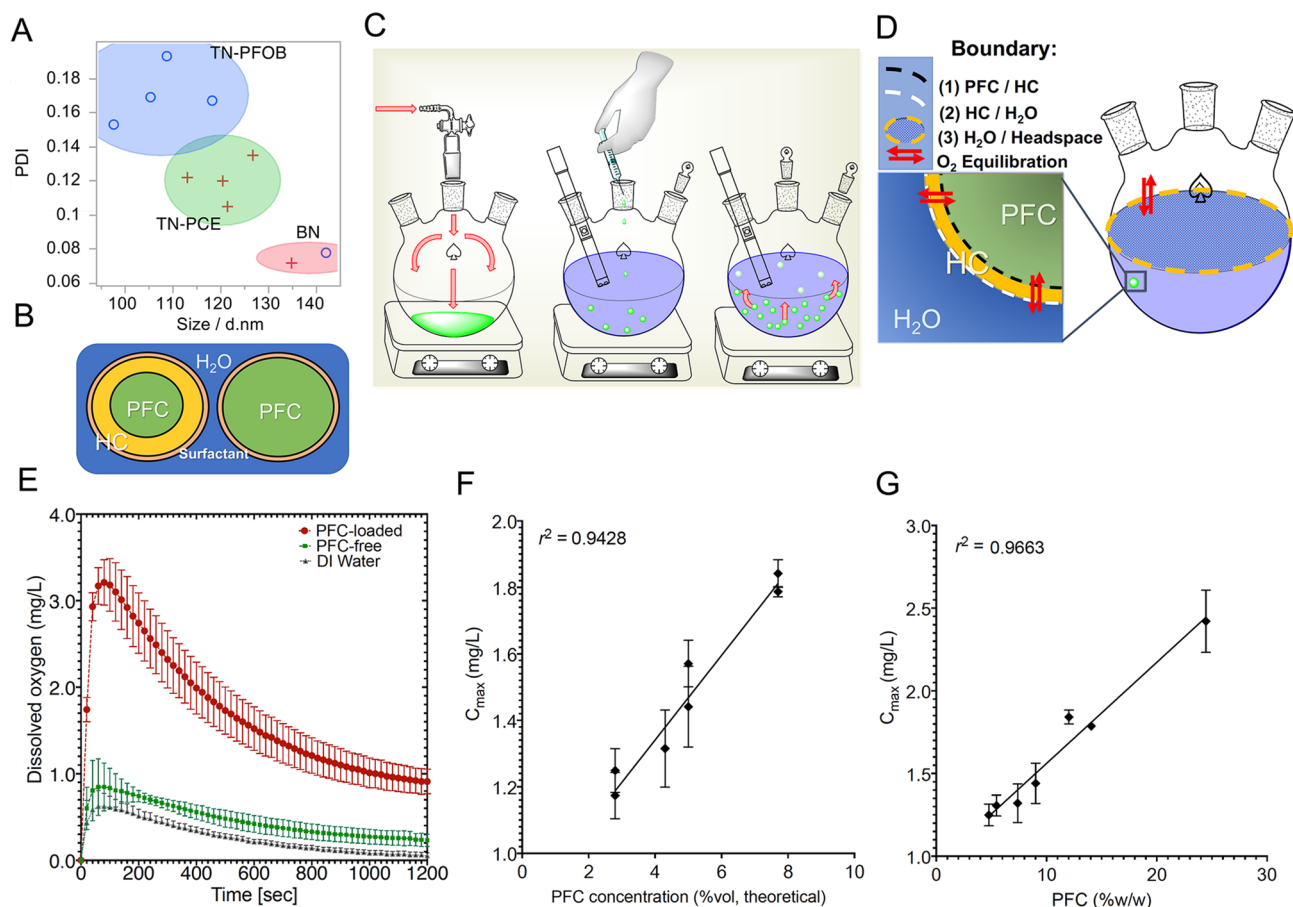 A
TN-PFOB
0.18
0.16
0.14
0.12
0.1
0.08
0.06
PDI
TN-PCE
BN
100
110
120
130
140
Size / d.nm
B
H₂O
PFC
PFC
HC
Surfactant
C
D
Boundary:
(1) PFC / HC
(2) HC / H₂O
(3) H₂O / Headspace
O₂ Equilibration
PFC
HC
H₂O
E
4.0
3.0
2.0
1.0
0.0
Dissolved oxygen (mg/L)
PFC-loaded
PFC-free
DI Water
0
200
400
600
800
1000
1200
Time [sec]
F
r² = 0.9428
2.0
1.8
1.6
1.4
1.2
1.0
Cmax (mg/L)
0
2
4
6
8
10
PFC concentration (%vol, theoretical)
G
r² = 0.9663
3.0
2.5
2.0
1.5
1.0
Cmax (mg/L)
0
10
20
30
PFC (%w/w)